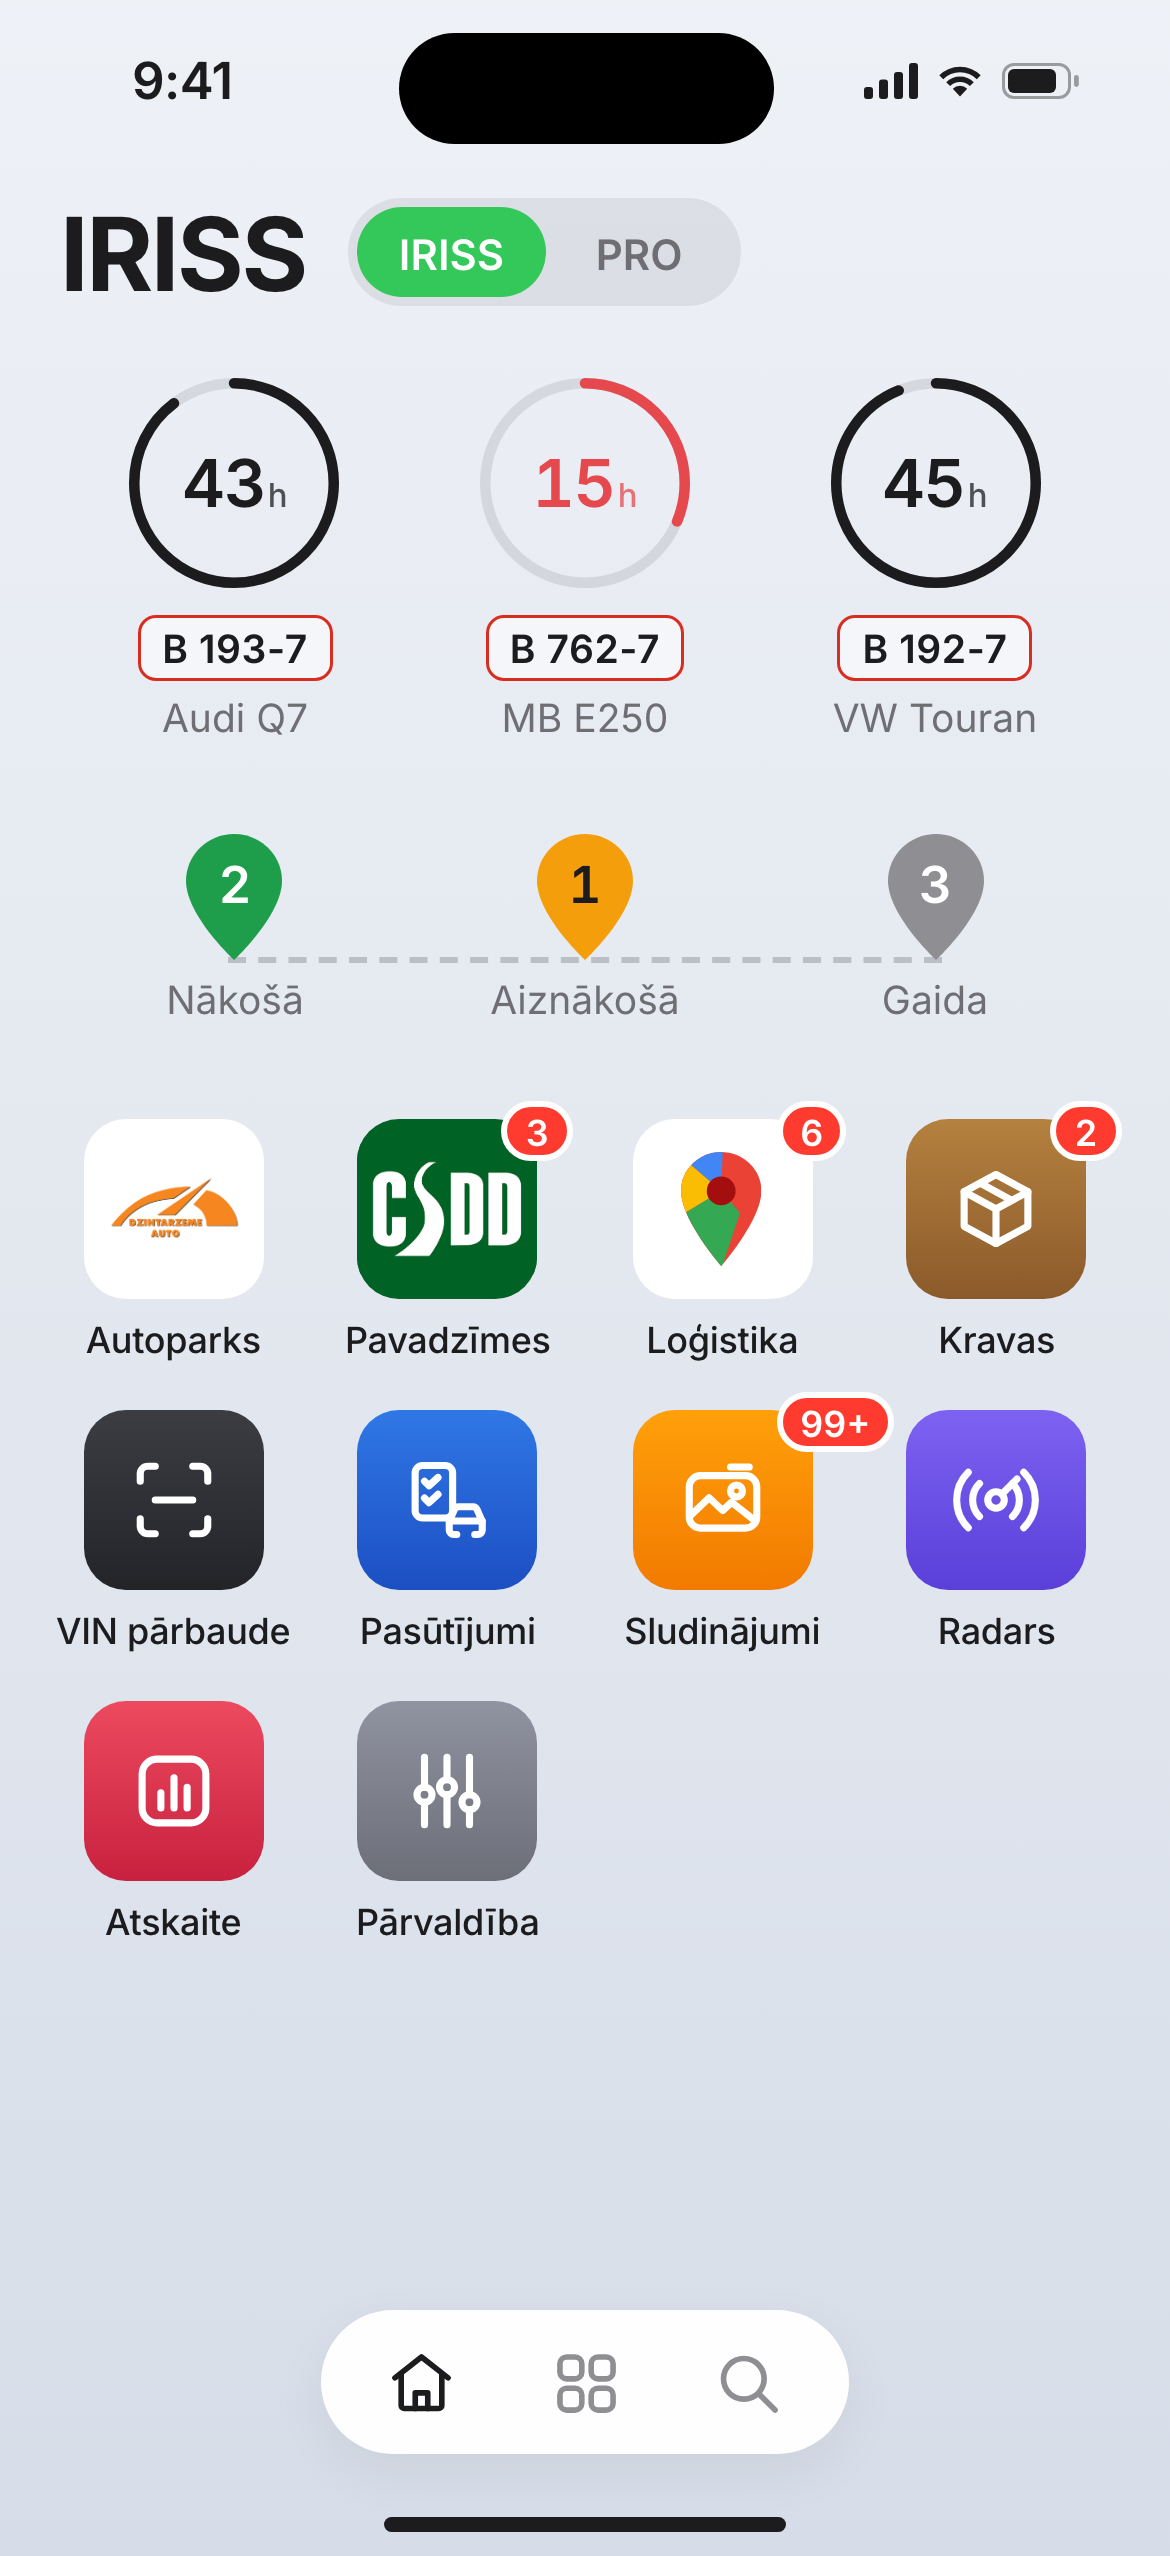 9:41
IRISS
IRISS PRO
43h 15h 45h
B 193-7 B 762-7 B 192-7
Audi Q7 MB E250 VW Touran
2 1 3
Nākošā Aiznākošā Gaida
3 6 2
DZINTARZEME
AUTO
CSDD
Autoparks Pavadzīmes Loģistika Kravas
99+
VIN pārbaude Pasūtījumi Sludinājumi Radars
Atskaite Pārvaldība